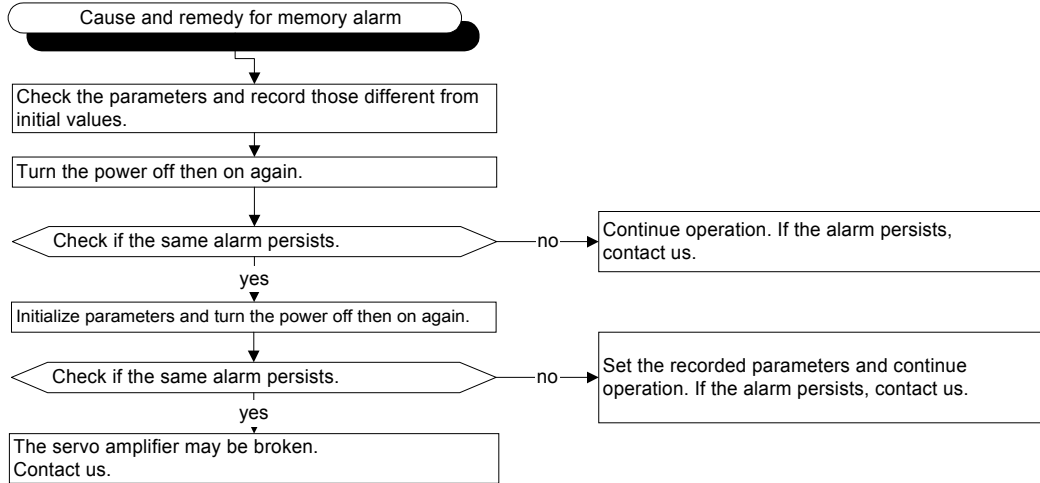 Cause and remedy for memory alarm
Check the parameters and record those different from
initial values.
Turn the power off then on again.
Check if the same alarm persists.
no
Continue operation. If the alarm persists,
contact us.
yes
Initialize parameters and turn the power off then on again.
Check if the same alarm persists.
no
Set the recorded parameters and continue
operation. If the alarm persists, contact us.
yes
The servo amplifier may be broken.
Contact us.